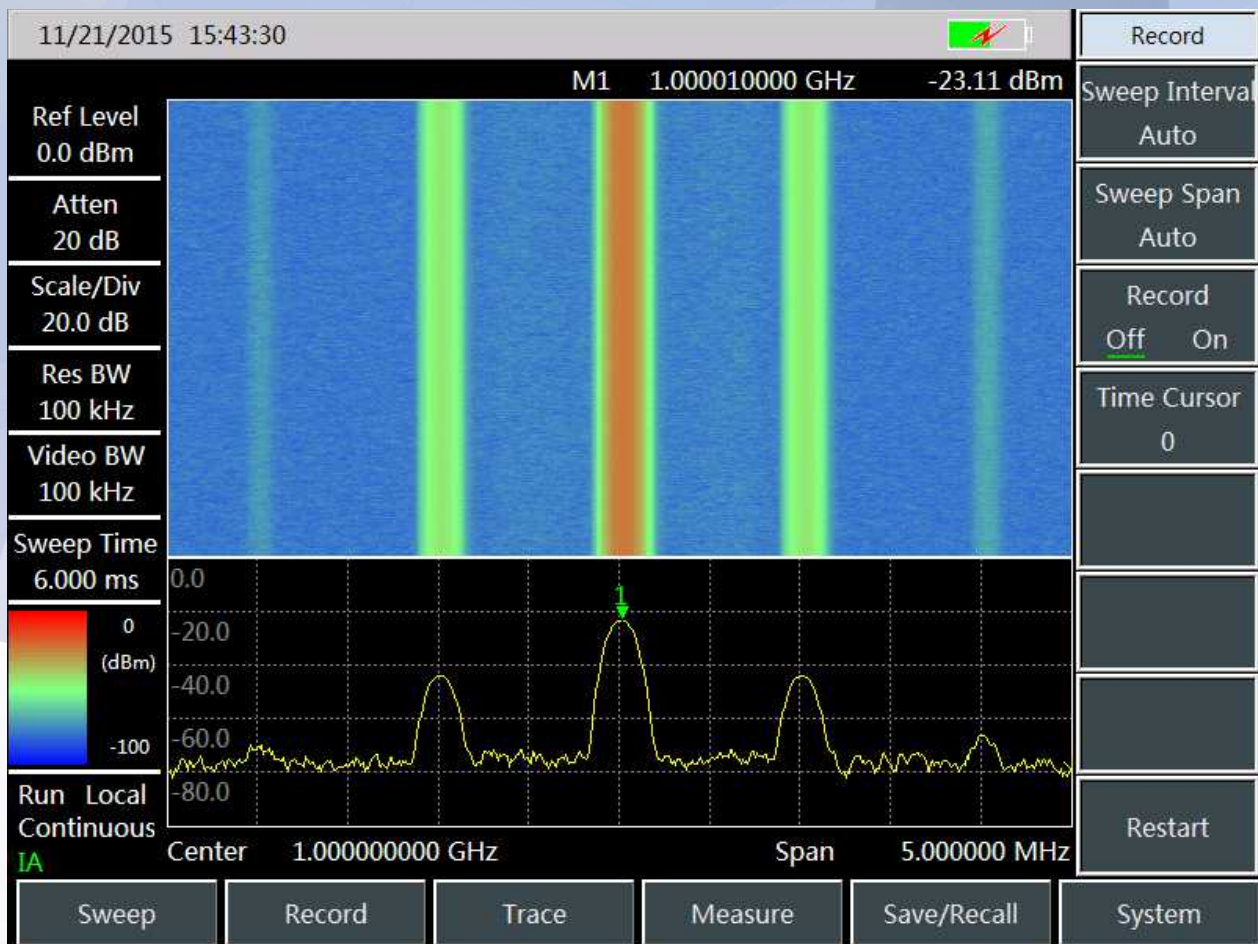 11/21/2015 15:43:30
M1 1.000010000 GHz -23.11 dBm
Ref Level
0.0 dBm
Atten
20 dB
Scale/Div
20.0 dB
Res BW
100 kHz
Video BW
100 kHz
Sweep Time
6.000 ms
0
(dBm)
-100
Run Local
Continuous
IA
1
0.0
-20.0
-40.0
-60.0
-80.0
Center 1.000000000 GHz Span 5.000000 MHz
Record
Sweep Interval
Auto
Sweep Span
Auto
Record
Off On
Time Cursor
0
Restart
Sweep Record Trace Measure Save/Recall System